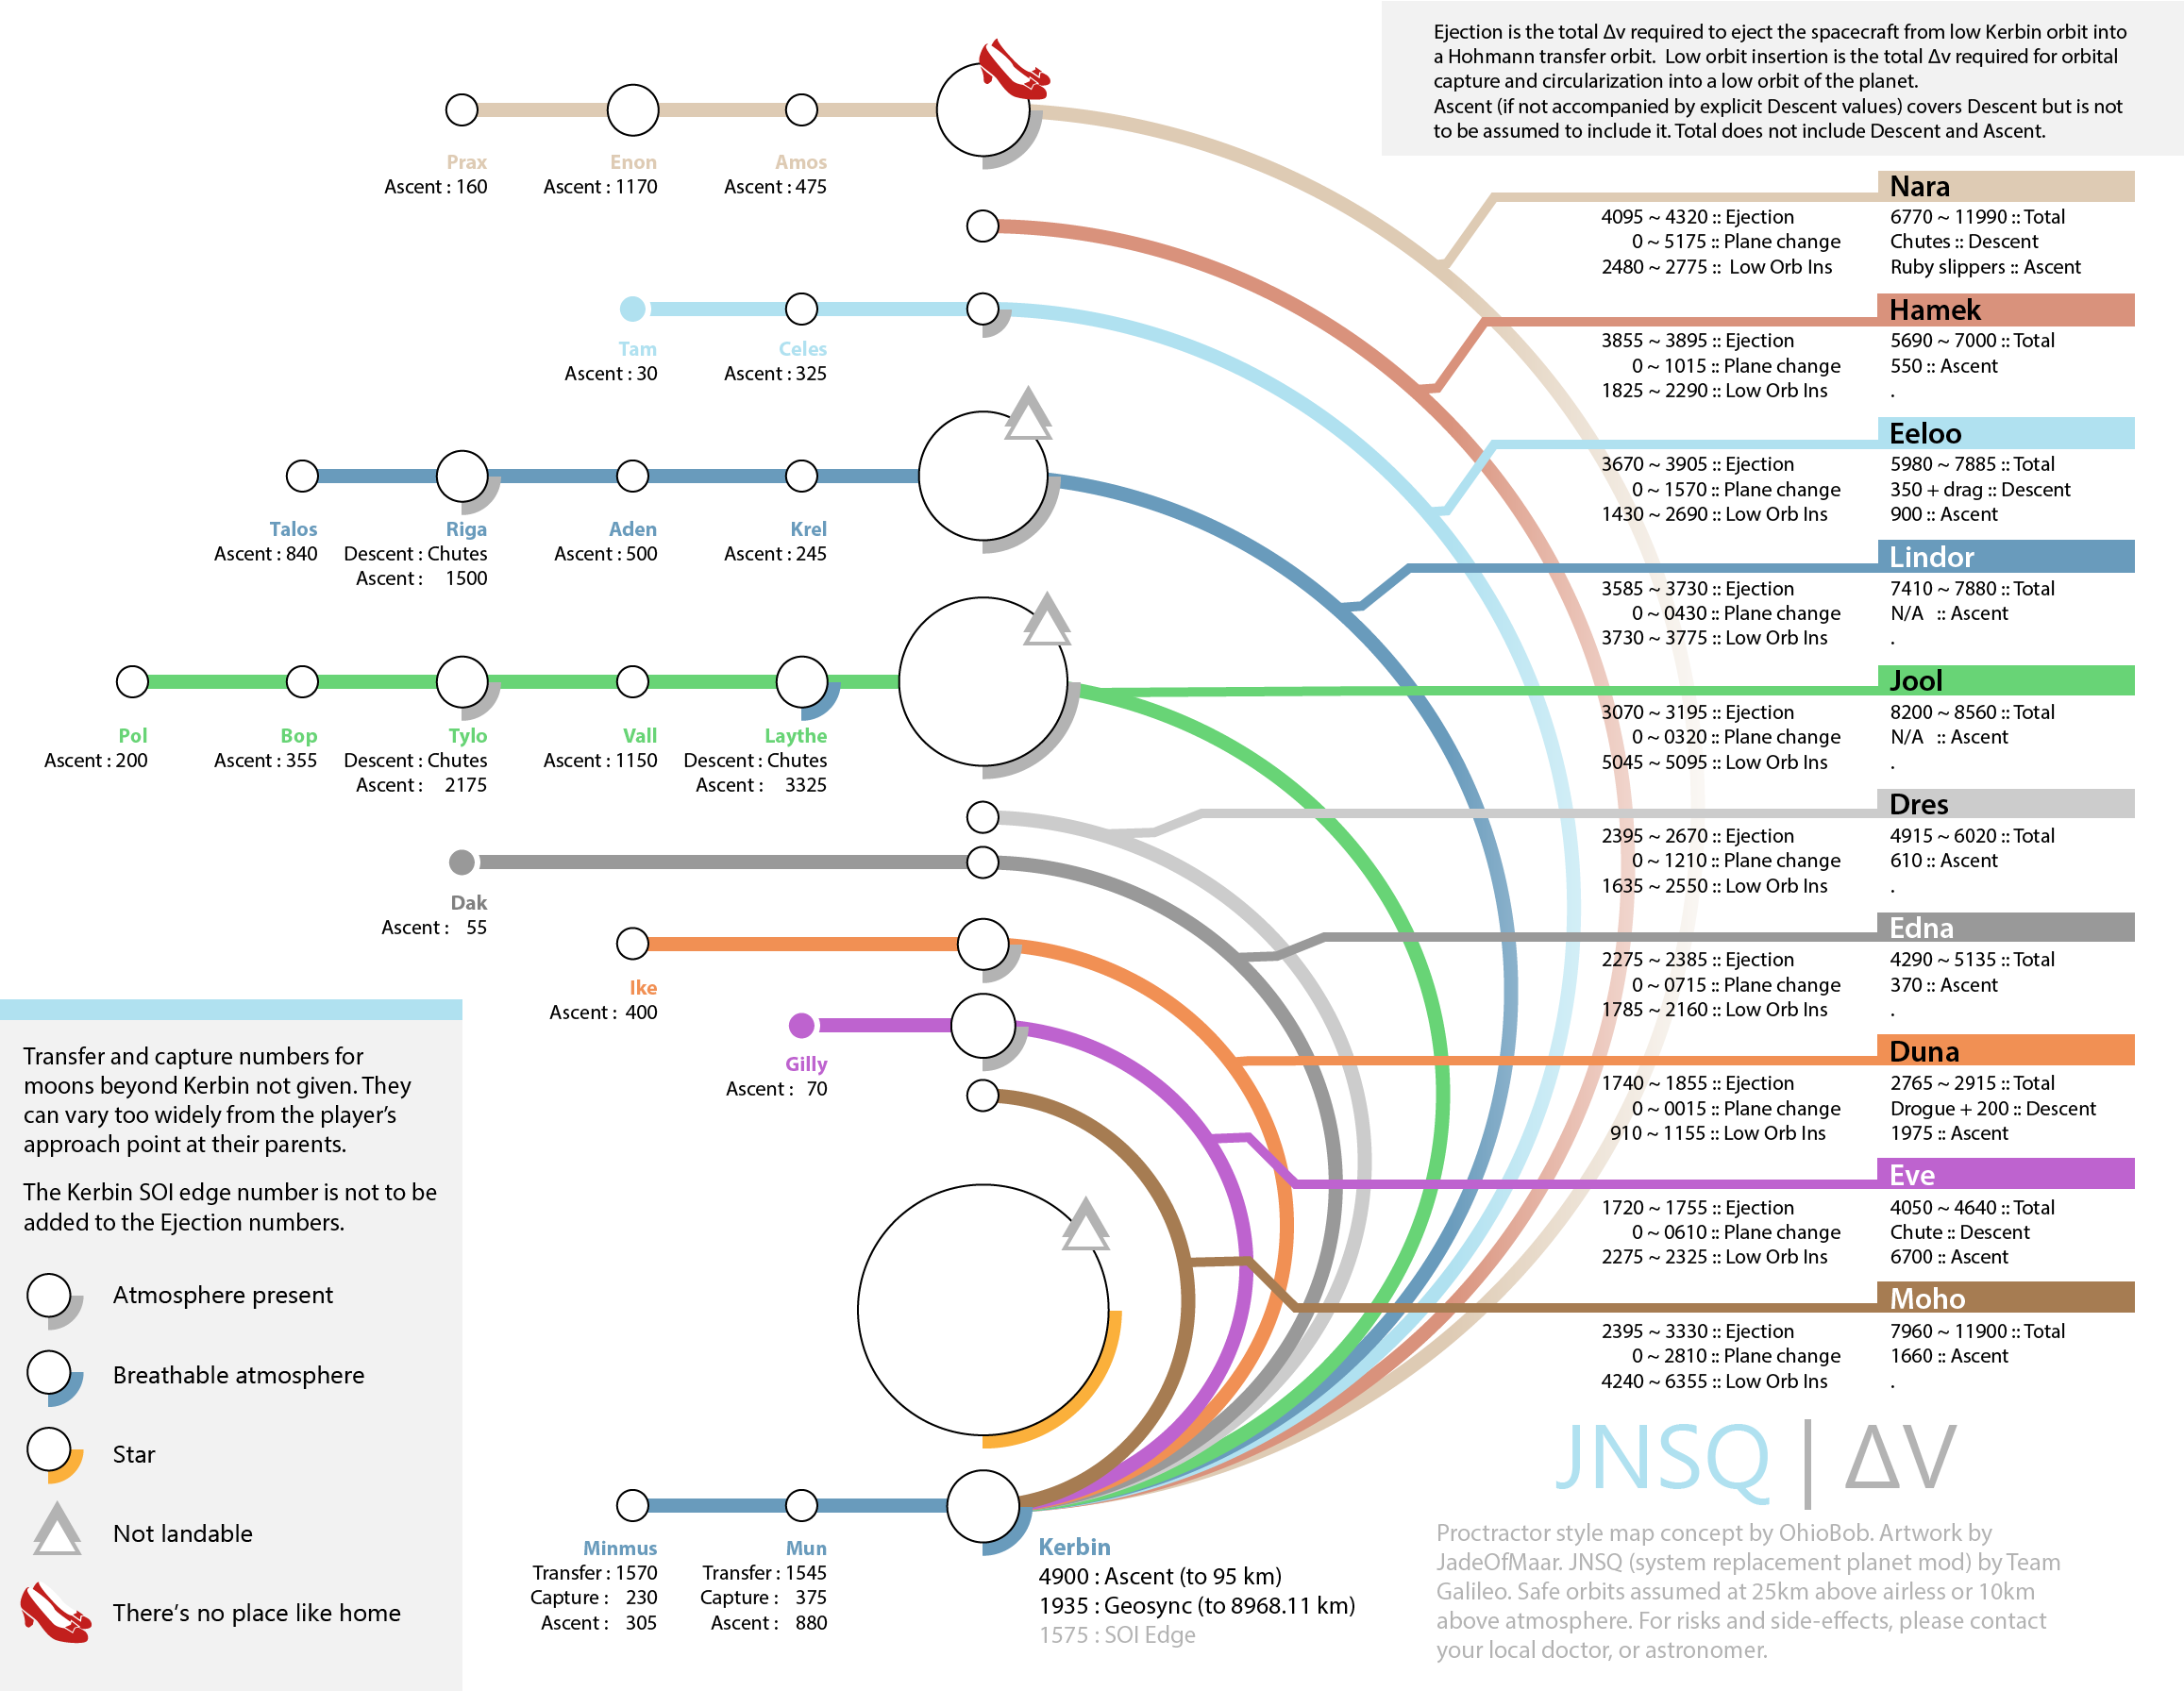 Ejection is the total Δv required to eject the spacecraft from low Kerbin orbit into
a Hohmann transfer orbit.  Low orbit insertion is the total Δv required for orbital
capture and circularization into a low orbit of the planet.
Ascent (if not accompanied by explicit Descent values) covers Descent but is not
to be assumed to include it. Total does not include Descent and Ascent.
Prax
Ascent : 160
Enon
Ascent : 1170
Amos
Ascent : 475
Nara
4095 ~ 4320 :: Ejection
0 ~ 5175 :: Plane change
2480 ~ 2775 ::  Low Orb Ins
6770 ~ 11990 :: Total
Chutes :: Descent
Ruby slippers :: Ascent
Hamek
3855 ~ 3895 :: Ejection
0 ~ 1015 :: Plane change
1825 ~ 2290 :: Low Orb Ins
5690 ~ 7000 :: Total
550 :: Ascent
.
Tam
Ascent : 30
Celes
Ascent : 325
Eeloo
3670 ~ 3905 :: Ejection
0 ~ 1570 :: Plane change
1430 ~ 2690 :: Low Orb Ins
5980 ~ 7885 :: Total
350 + drag :: Descent
900 :: Ascent
Talos
Ascent : 840
Riga
Descent : Chutes
Ascent :    1500
Aden
Ascent : 500
Krel
Ascent : 245
Lindor
3585 ~ 3730 :: Ejection
0 ~ 0430 :: Plane change
3730 ~ 3775 :: Low Orb Ins
7410 ~ 7880 :: Total
N/A   :: Ascent
.
Pol
Ascent : 200
Bop
Ascent : 355
Tylo
Descent : Chutes
Ascent :    2175
Vall
Ascent : 1150
Laythe
Descent : Chutes
Ascent :    3325
Jool
3070 ~ 3195 :: Ejection
0 ~ 0320 :: Plane change
5045 ~ 5095 :: Low Orb Ins
8200 ~ 8560 :: Total
N/A   :: Ascent
.
Dres
2395 ~ 2670 :: Ejection
0 ~ 1210 :: Plane change
1635 ~ 2550 :: Low Orb Ins
4915 ~ 6020 :: Total
610 :: Ascent
.
Dak
Ascent :   55
Edna
2275 ~ 2385 :: Ejection
0 ~ 0715 :: Plane change
1785 ~ 2160 :: Low Orb Ins
4290 ~ 5135 :: Total
370 :: Ascent
.
Ike
Ascent :  400
Duna
1740 ~ 1855 :: Ejection
0 ~ 0015 :: Plane change
910 ~ 1155 :: Low Orb Ins
2765 ~ 2915 :: Total
Drogue + 200 :: Descent
1975 :: Ascent
Gilly
Ascent :   70
Eve
1720 ~ 1755 :: Ejection
0 ~ 0610 :: Plane change
2275 ~ 2325 :: Low Orb Ins
4050 ~ 4640 :: Total
Chute :: Descent
6700 :: Ascent
Moho
2395 ~ 3330 :: Ejection
0 ~ 2810 :: Plane change
4240 ~ 6355 :: Low Orb Ins
7960 ~ 11900 :: Total
1660 :: Ascent
.
Transfer and capture numbers for
moons beyond Kerbin not given. They
can vary too widely from the player's
approach point at their parents.
The Kerbin SOI edge number is not to be
added to the Ejection numbers.
Atmosphere present
Breathable atmosphere
Star
Not landable
There's no place like home
Minmus
Transfer : 1570
Capture :   230
Ascent :   305
Mun
Transfer : 1545
Capture :   375
Ascent :   880
Kerbin
4900 : Ascent (to 95 km)
1935 : Geosync (to 8968.11 km)
1575 : SOI Edge
JNSQ | ΔV
Proctractor style map concept by OhioBob. Artwork by
JadeOfMaar. JNSQ (system replacement planet mod) by Team
Galileo. Safe orbits assumed at 25km above airless or 10km
above atmosphere. For risks and side-effects, please contact
your local doctor, or astronomer.